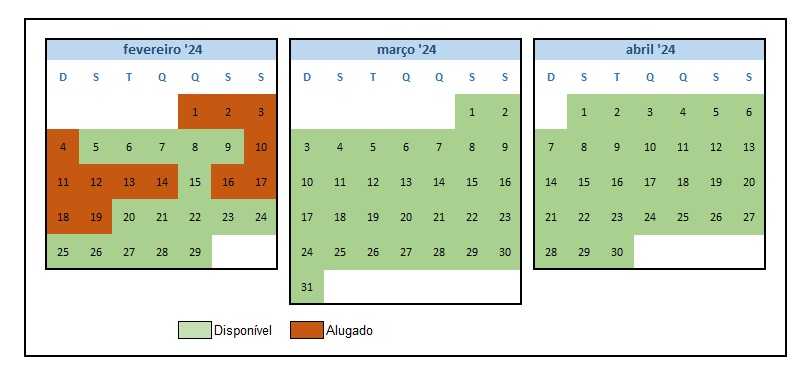 fevereiro '24
D S T Q Q S S
1 2 3
4 5 6 7 8 9 10
11 12 13 14 15 16 17
18 19 20 21 22 23 24
25 26 27 28 29
março '24
D S T Q Q S S
1 2
3 4 5 6 7 8 9
10 11 12 13 14 15 16
17 18 19 20 21 22 23
24 25 26 27 28 29 30
31
abril '24
D S T Q Q S S
1 2 3 4 5 6
7 8 9 10 11 12 13
14 15 16 17 18 19 20
21 22 23 24 25 26 27
28 29 30
Disponível
Alugado